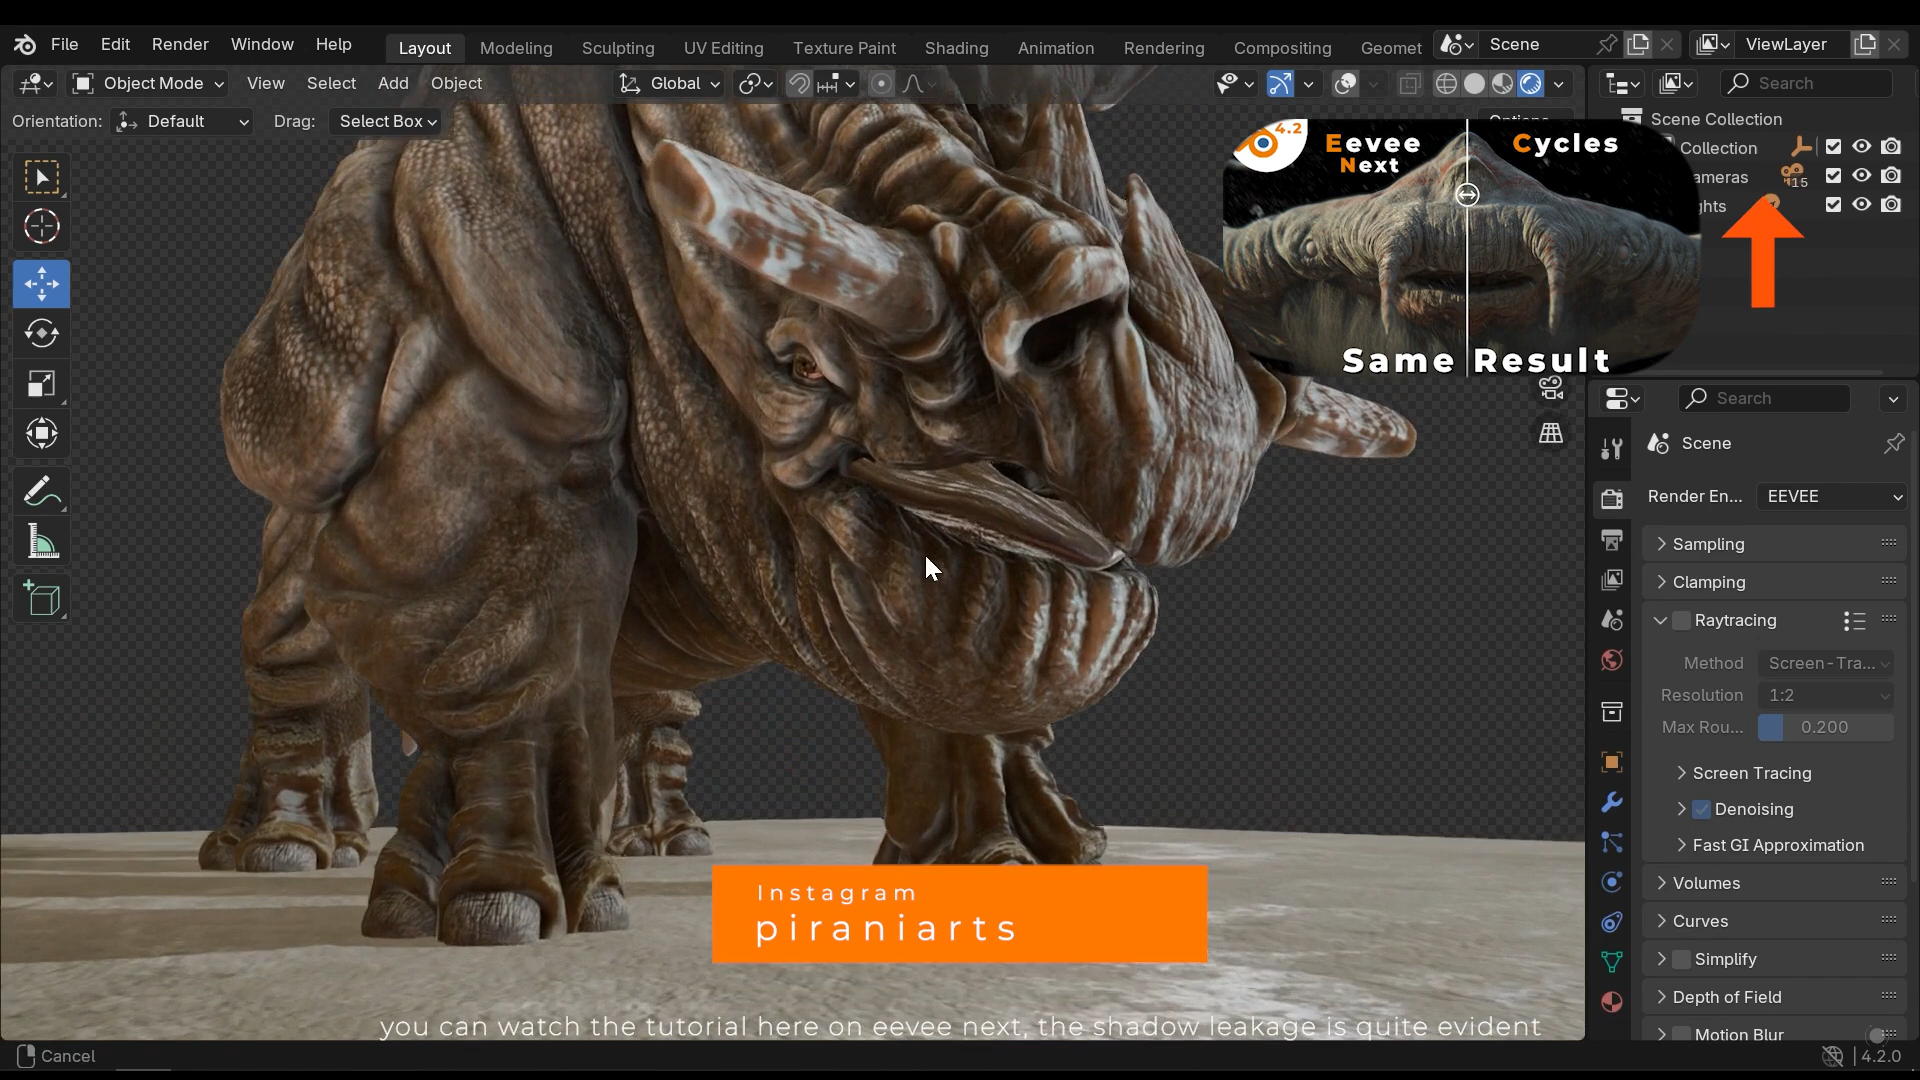 File Edit Render Window Help Layout Modeling Sculpting UV Editing Texture Paint Shading Animation Rendering Compositing Geomet Scene ViewLayer
Object Mode View Select Add Object Global Search
Orientation: Default Drag: Select Box
Scene Collection
Collection
ameras 15
hts
4.2 Eevee Next Cycles
Same Result
Search
Scene
Render En... EEVEE
Sampling
Clamping
Raytracing
Method Screen-Tra...
Resolution 1:2
Max Rou... 0.200
Screen Tracing
Denoising
Fast GI Approximation
Volumes
Curves
Simplify
Depth of Field
Motion Blur
Instagram
piraniarts
you can watch the tutorial here on eevee next, the shadow leakage is quite evident
Cancel
4.2.0